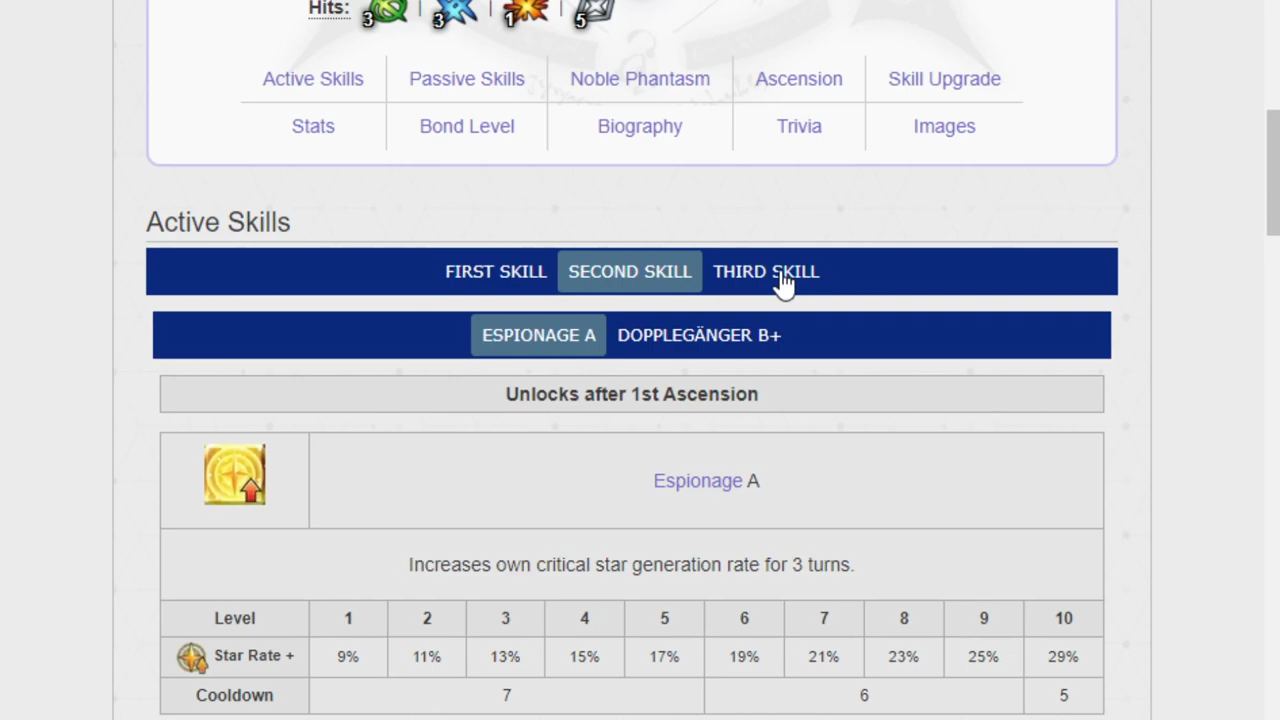 Hits: 3 | 3 | 1 | 5
Active Skills Passive Skills Noble Phantasm Ascension Skill Upgrade
Stats Bond Level Biography Trivia Images
Active Skills
FIRST SKILL SECOND SKILL THIRD SKILL
ESPIONAGE A DOPPLEGÄNGER B+
Unlocks after 1st Ascension
Espionage A
Increases own critical star generation rate for 3 turns.
Level 1 2 3 4 5 6 7 8 9 10
Star Rate + 9% 11% 13% 15% 17% 19% 21% 23% 25% 29%
Cooldown 7 6 5